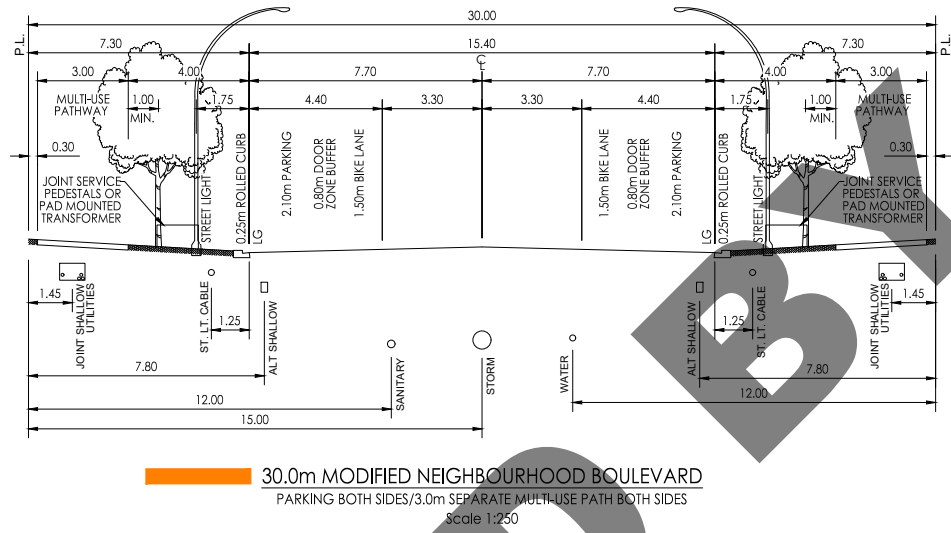 30.00
P.L.
P.L.
7.30
15.40
7.30
3.00
4.00
7.70
CL
7.70
4.00
3.00
MULTI-USE
PATHWAY
1.00
MIN.
1.75
4.40
3.30
3.30
4.40
1.75
1.00
MIN.
MULTI-USE
PATHWAY
0.30
0.30
JOINT SERVICE
PEDESTALS OR
PAD MOUNTED
TRANSFORMER
STREET LIGHT
0.25m ROLLED CURB
LG
2.10m PARKING
0.80m DOOR
ZONE BUFFER
1.50m BIKE LANE
1.50m BIKE LANE
0.80m DOOR
ZONE BUFFER
2.10m PARKING
LG
0.25m ROLLED CURB
STREET LIGHT
JOINT SERVICE
PEDESTALS OR
PAD MOUNTED
TRANSFORMER
1.45
JOINT SHALLOW
UTILITIES
ST. LT. CABLE
1.25
ALT SHALLOW
SANITARY
STORM
WATER
ALT SHALLOW
1.25
ST. LT. CABLE
JOINT SHALLOW
UTILITIES
1.45
7.80
7.80
12.00
12.00
15.00
30.0m MODIFIED NEIGHBOURHOOD BOULEVARD
PARKING BOTH SIDES/3.0m SEPARATE MULTI-USE PATH BOTH SIDES
Scale 1:250
BY